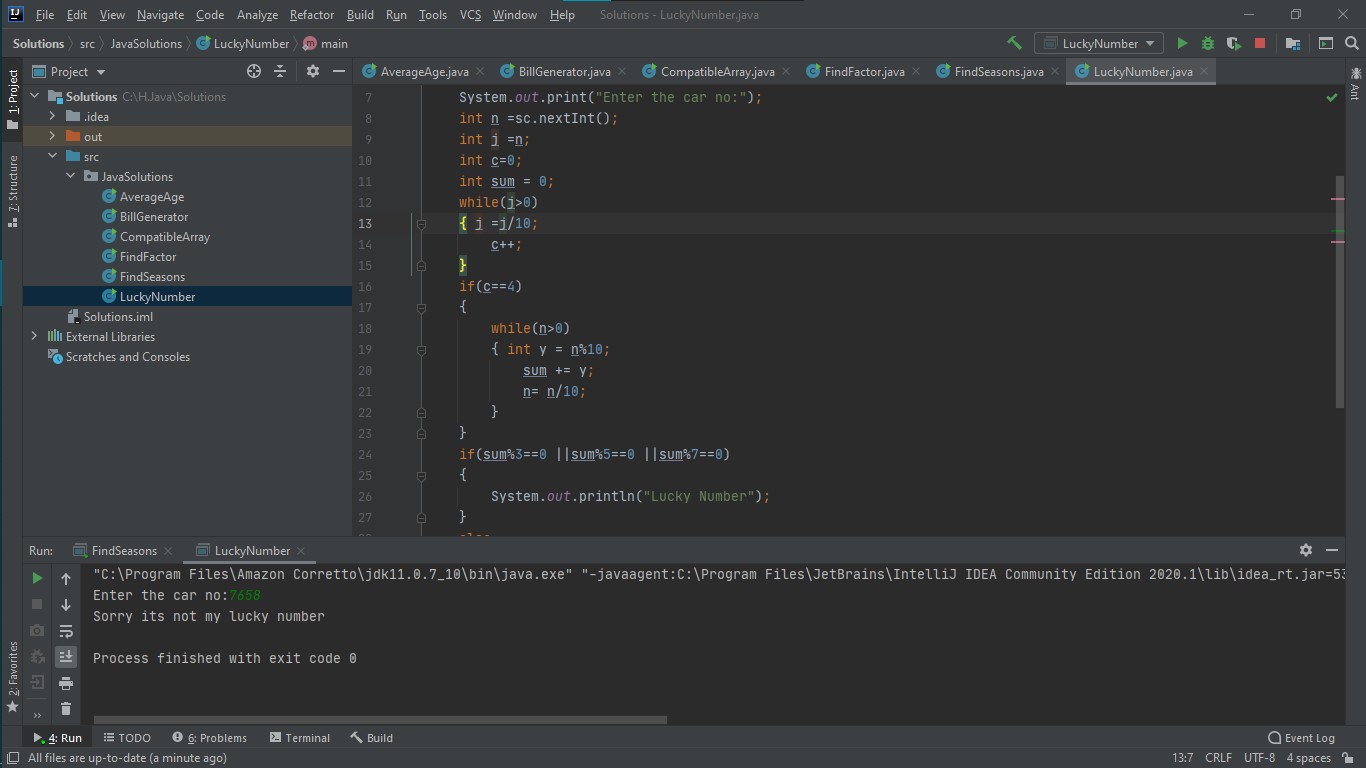 File Edit View Navigate Code Analyze Refactor Build Run Tools VCS Window Help Solutions - LuckyNumber.java
Solutions src JavaSolutions LuckyNumber main LuckyNumber
1: Project
7: Structure
2: Favorites
Project
Solutions C:\H.Java\Solutions
.idea
out
src
JavaSolutions
AverageAge
BillGenerator
CompatibleArray
FindFactor
FindSeasons
LuckyNumber
Solutions.iml
External Libraries
Scratches and Consoles
AverageAge.java BillGenerator.java CompatibleArray.java FindFactor.java FindSeasons.java LuckyNumber.java
Ant
7 System.out.print("Enter the car no:");
8 int n =sc.nextInt();
9 int j =n;
10 int c=0;
11 int sum = 0;
12 while(j>0)
13 { j =j/10;
14 c++;
15 }
16 if(c==4)
17 {
18 while(n>0)
19 { int y = n%10;
20 sum += y;
21 n= n/10;
22 }
23 }
24 if(sum%3==0 ||sum%5==0 ||sum%7==0)
25 {
26 System.out.println("Lucky Number");
27 }
Run: FindSeasons LuckyNumber
"C:\Program Files\Amazon Corretto\jdk11.0.7_10\bin\java.exe" "-javaagent:C:\Program Files\JetBrains\IntelliJ IDEA Community Edition 2020.1\lib\idea_rt.jar=53
Enter the car no:7658
Sorry its not my lucky number
Process finished with exit code 0
4: Run TODO 6: Problems Terminal Build Event Log
All files are up-to-date (a minute ago) 13:7 CRLF UTF-8 4 spaces